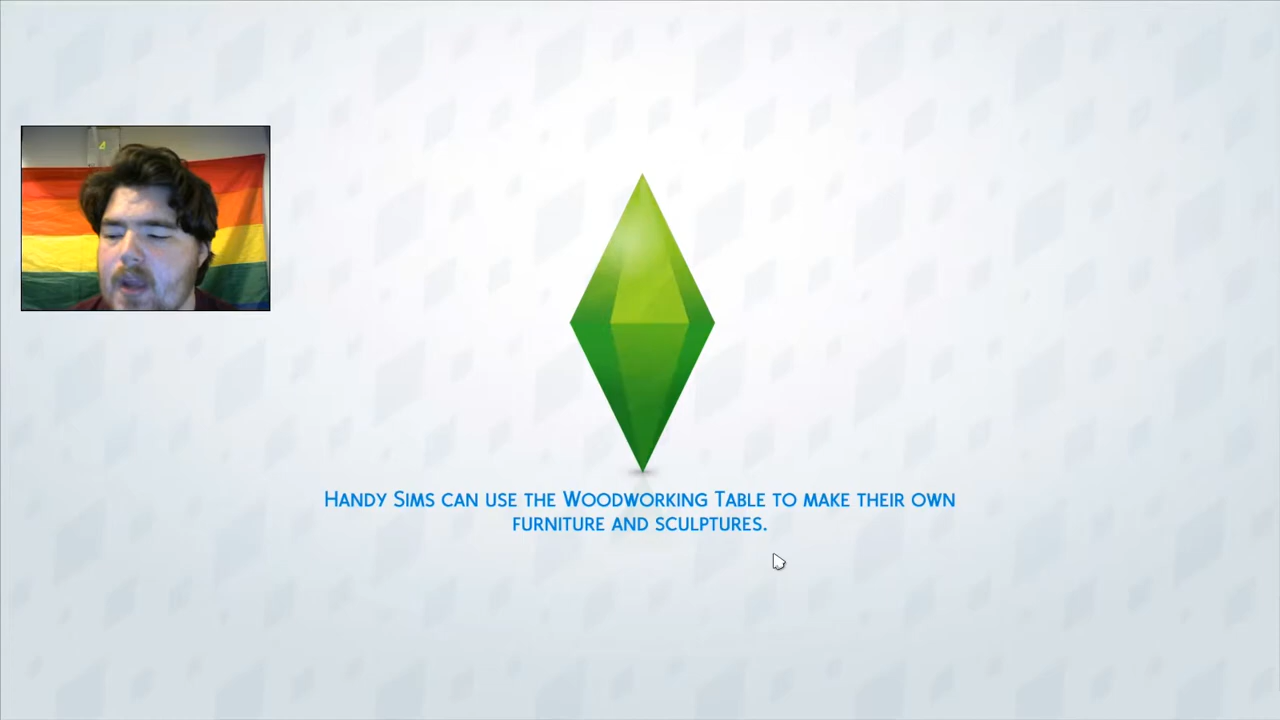 Handy Sims can use the Woodworking Table to make their own
furniture and sculptures.